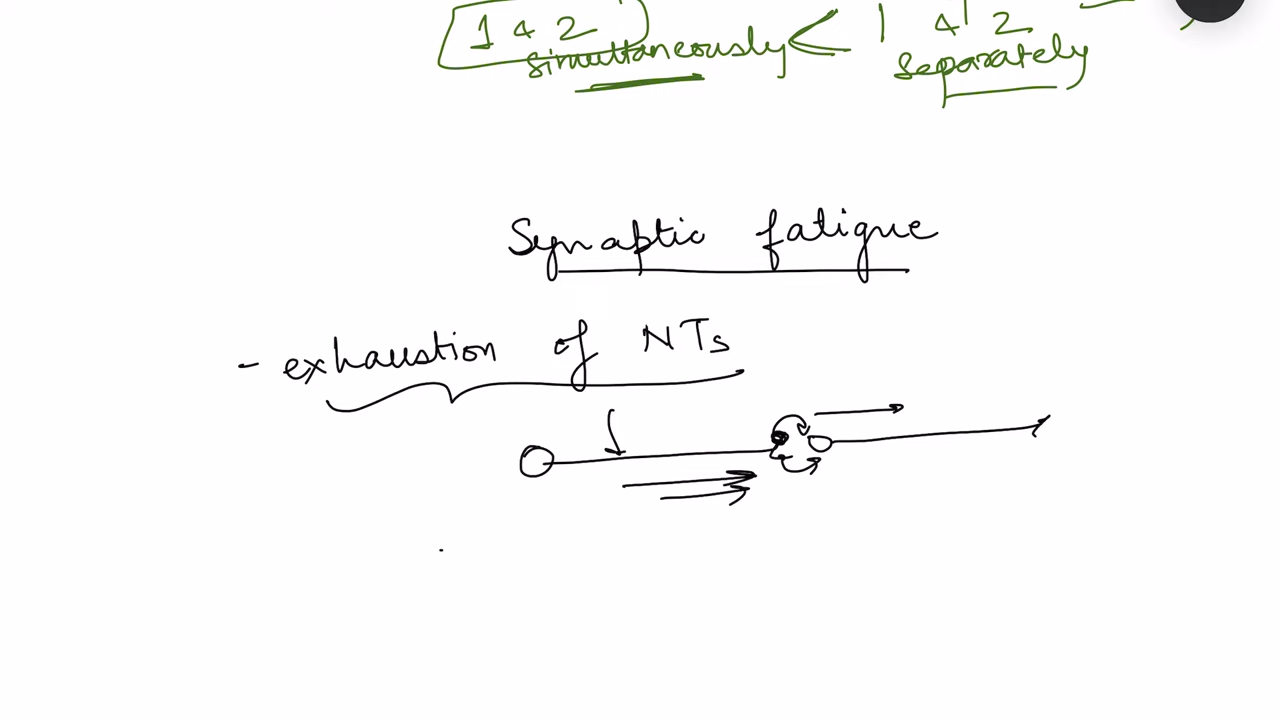 1 & 2 simultaneously < 1 & 2 separately
Synaptic fatigue
- exhaustion of NTs